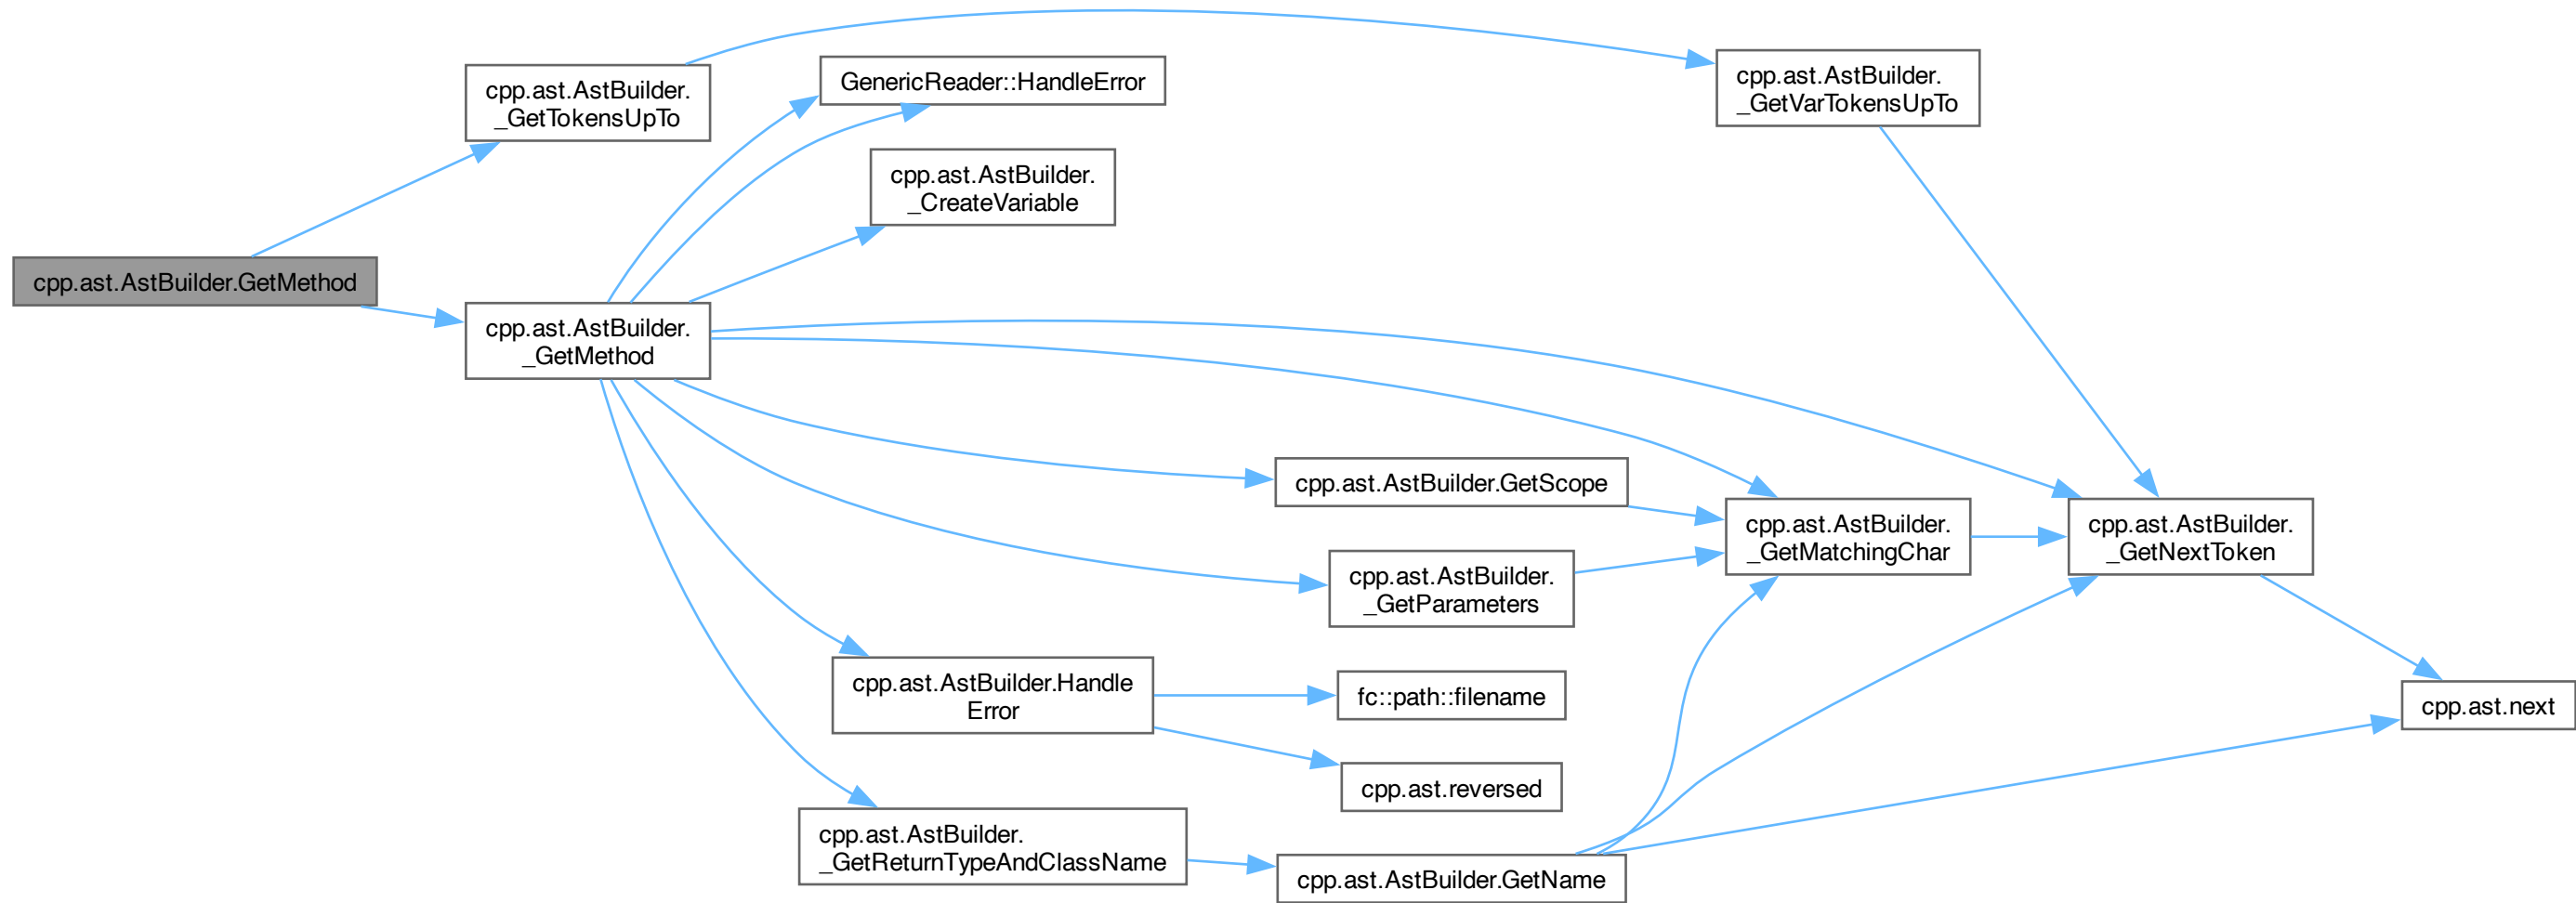 cpp.ast.AstBuilder.GetMethod
cpp.ast.AstBuilder.
_GetTokensUpTo
cpp.ast.AstBuilder.
_GetMethod
GenericReader::HandleError
cpp.ast.AstBuilder.
_CreateVariable
cpp.ast.AstBuilder.Handle
Error
cpp.ast.AstBuilder.
_GetReturnTypeAndClassName
cpp.ast.AstBuilder.GetScope
cpp.ast.AstBuilder.
_GetParameters
fc::path::filename
cpp.ast.reversed
cpp.ast.AstBuilder.GetName
cpp.ast.AstBuilder.
_GetVarTokensUpTo
cpp.ast.AstBuilder.
_GetMatchingChar
cpp.ast.AstBuilder.
_GetNextToken
cpp.ast.next